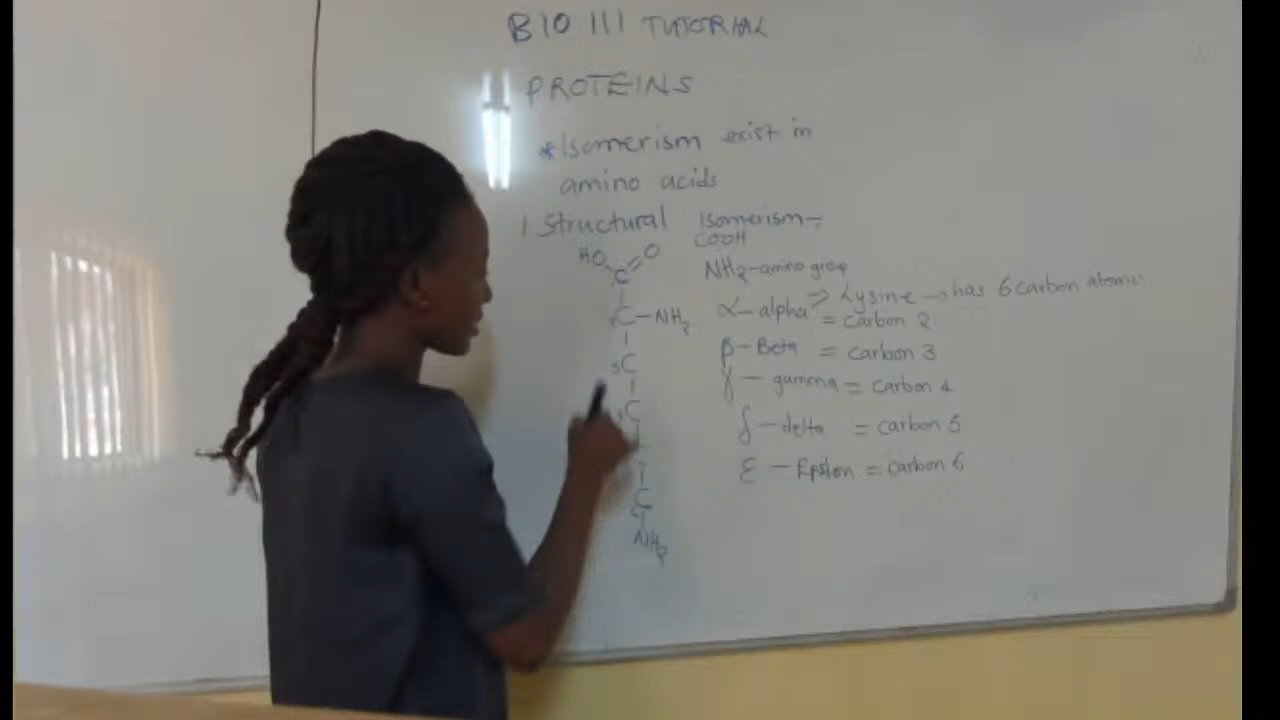 BIO 111 TUTORIAL
PROTEINS
*Isomerism exist in
amino acids
1 Structural Isomerism-
COOH
HO O
C
NH2-amino group
C-NH2
α-alpha > Lysine → has 6 carbon atoms
= carbon 2
3C
β-Beta = carbon 3
C
γ-gamma = carbon 4
δ-delta = carbon 5
ε-Epsilon = carbon 6
C
NH2